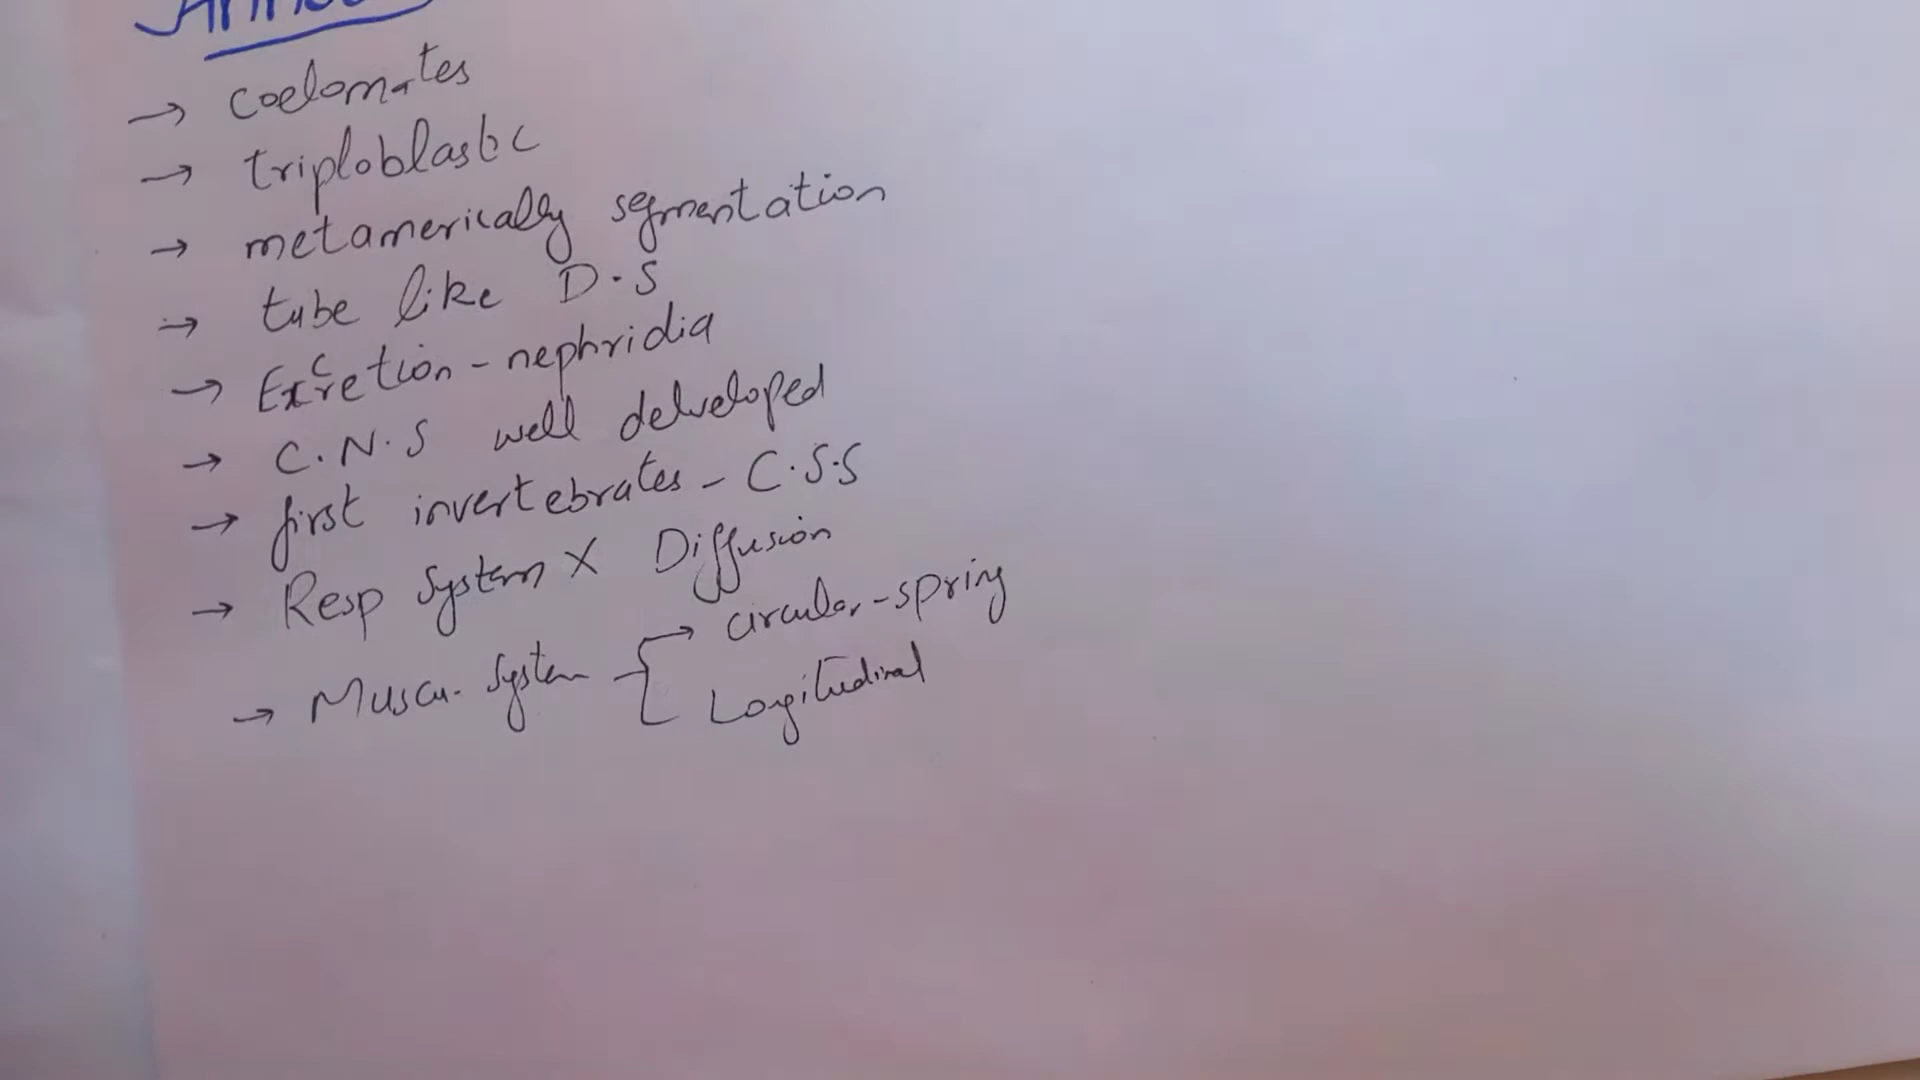 → coelomates
→ triploblastic
→ metamerically segmentation
→ tube like D.S
→ Excretion - nephridia
→ C.N.S well delveloped
→ first invertebrates - C.S.S
→ Resp System X Diffusion
→ Muscu. System → circular - spring
Longitudinal